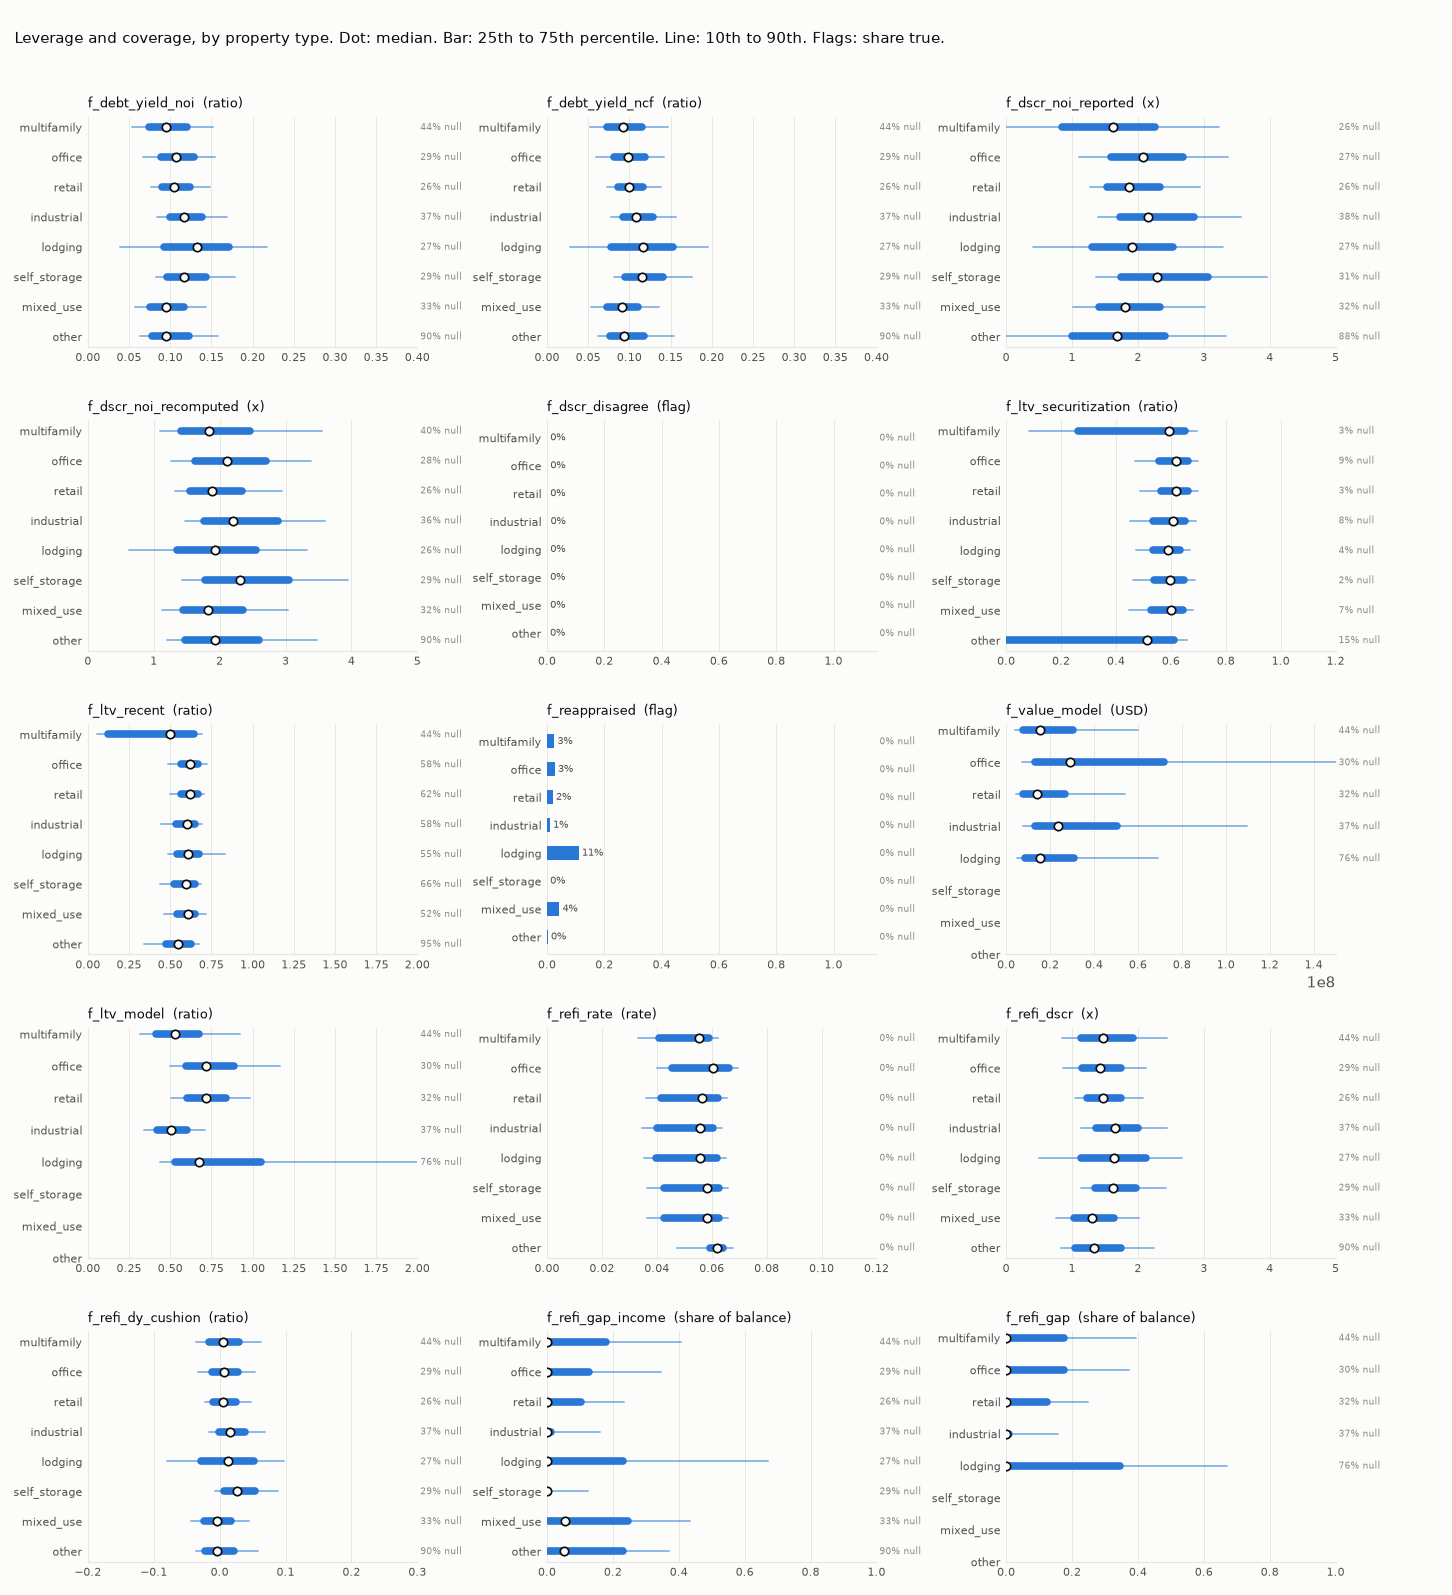 Leverage and coverage, by property type. Dot: median. Bar: 25th to 75th percentile. Line: 10th to 90th. Flags: share true.
f_debt_yield_noi (ratio)
multifamily 44% null
office 29% null
retail 26% null
industrial 37% null
lodging 27% null
self_storage 29% null
mixed_use 33% null
other 90% null
0.00 0.05 0.10 0.15 0.20 0.25 0.30 0.35 0.40
f_debt_yield_ncf (ratio)
multifamily 44% null
office 29% null
retail 26% null
industrial 37% null
lodging 27% null
self_storage 29% null
mixed_use 33% null
other 90% null
0.00 0.05 0.10 0.15 0.20 0.25 0.30 0.35 0.40
f_dscr_noi_reported (x)
multifamily 26% null
office 27% null
retail 26% null
industrial 38% null
lodging 27% null
self_storage 31% null
mixed_use 32% null
other 88% null
0 1 2 3 4 5
f_dscr_noi_recomputed (x)
multifamily 40% null
office 28% null
retail 26% null
industrial 36% null
lodging 26% null
self_storage 29% null
mixed_use 32% null
other 90% null
0 1 2 3 4 5
f_dscr_disagree (flag)
multifamily 0% 0% null
office 0% 0% null
retail 0% 0% null
industrial 0% 0% null
lodging 0% 0% null
self_storage 0% 0% null
mixed_use 0% 0% null
other 0% 0% null
0.0 0.2 0.4 0.6 0.8 1.0
f_ltv_securitization (ratio)
multifamily 3% null
office 9% null
retail 3% null
industrial 8% null
lodging 4% null
self_storage 2% null
mixed_use 7% null
other 15% null
0.0 0.2 0.4 0.6 0.8 1.0 1.2
f_ltv_recent (ratio)
multifamily 44% null
office 58% null
retail 62% null
industrial 58% null
lodging 55% null
self_storage 66% null
mixed_use 52% null
other 95% null
0.00 0.25 0.50 0.75 1.00 1.25 1.50 1.75 2.00
f_reappraised (flag)
multifamily 3% 0% null
office 3% 0% null
retail 2% 0% null
industrial 1% 0% null
lodging 11% 0% null
self_storage 0% 0% null
mixed_use 4% 0% null
other 0% 0% null
0.0 0.2 0.4 0.6 0.8 1.0
f_value_model (USD)
multifamily 44% null
office 30% null
retail 32% null
industrial 37% null
lodging 76% null
self_storage
mixed_use
other
0.0 0.2 0.4 0.6 0.8 1.0 1.2 1.4
1e8
f_ltv_model (ratio)
multifamily 44% null
office 30% null
retail 32% null
industrial 37% null
lodging 76% null
self_storage
mixed_use
other
0.00 0.25 0.50 0.75 1.00 1.25 1.50 1.75 2.00
f_refi_rate (rate)
multifamily 0% null
office 0% null
retail 0% null
industrial 0% null
lodging 0% null
self_storage 0% null
mixed_use 0% null
other 0% null
0.00 0.02 0.04 0.06 0.08 0.10 0.12
f_refi_dscr (x)
multifamily 44% null
office 29% null
retail 26% null
industrial 37% null
lodging 27% null
self_storage 29% null
mixed_use 33% null
other 90% null
0 1 2 3 4 5
f_refi_dy_cushion (ratio)
multifamily 44% null
office 29% null
retail 26% null
industrial 37% null
lodging 27% null
self_storage 29% null
mixed_use 33% null
other 90% null
−0.2 −0.1 0.0 0.1 0.2 0.3
f_refi_gap_income (share of balance)
multifamily 44% null
office 29% null
retail 26% null
industrial 37% null
lodging 27% null
self_storage 29% null
mixed_use 33% null
other 90% null
0.0 0.2 0.4 0.6 0.8 1.0
f_refi_gap (share of balance)
multifamily 44% null
office 30% null
retail 32% null
industrial 37% null
lodging 76% null
self_storage
mixed_use
other
0.0 0.2 0.4 0.6 0.8 1.0